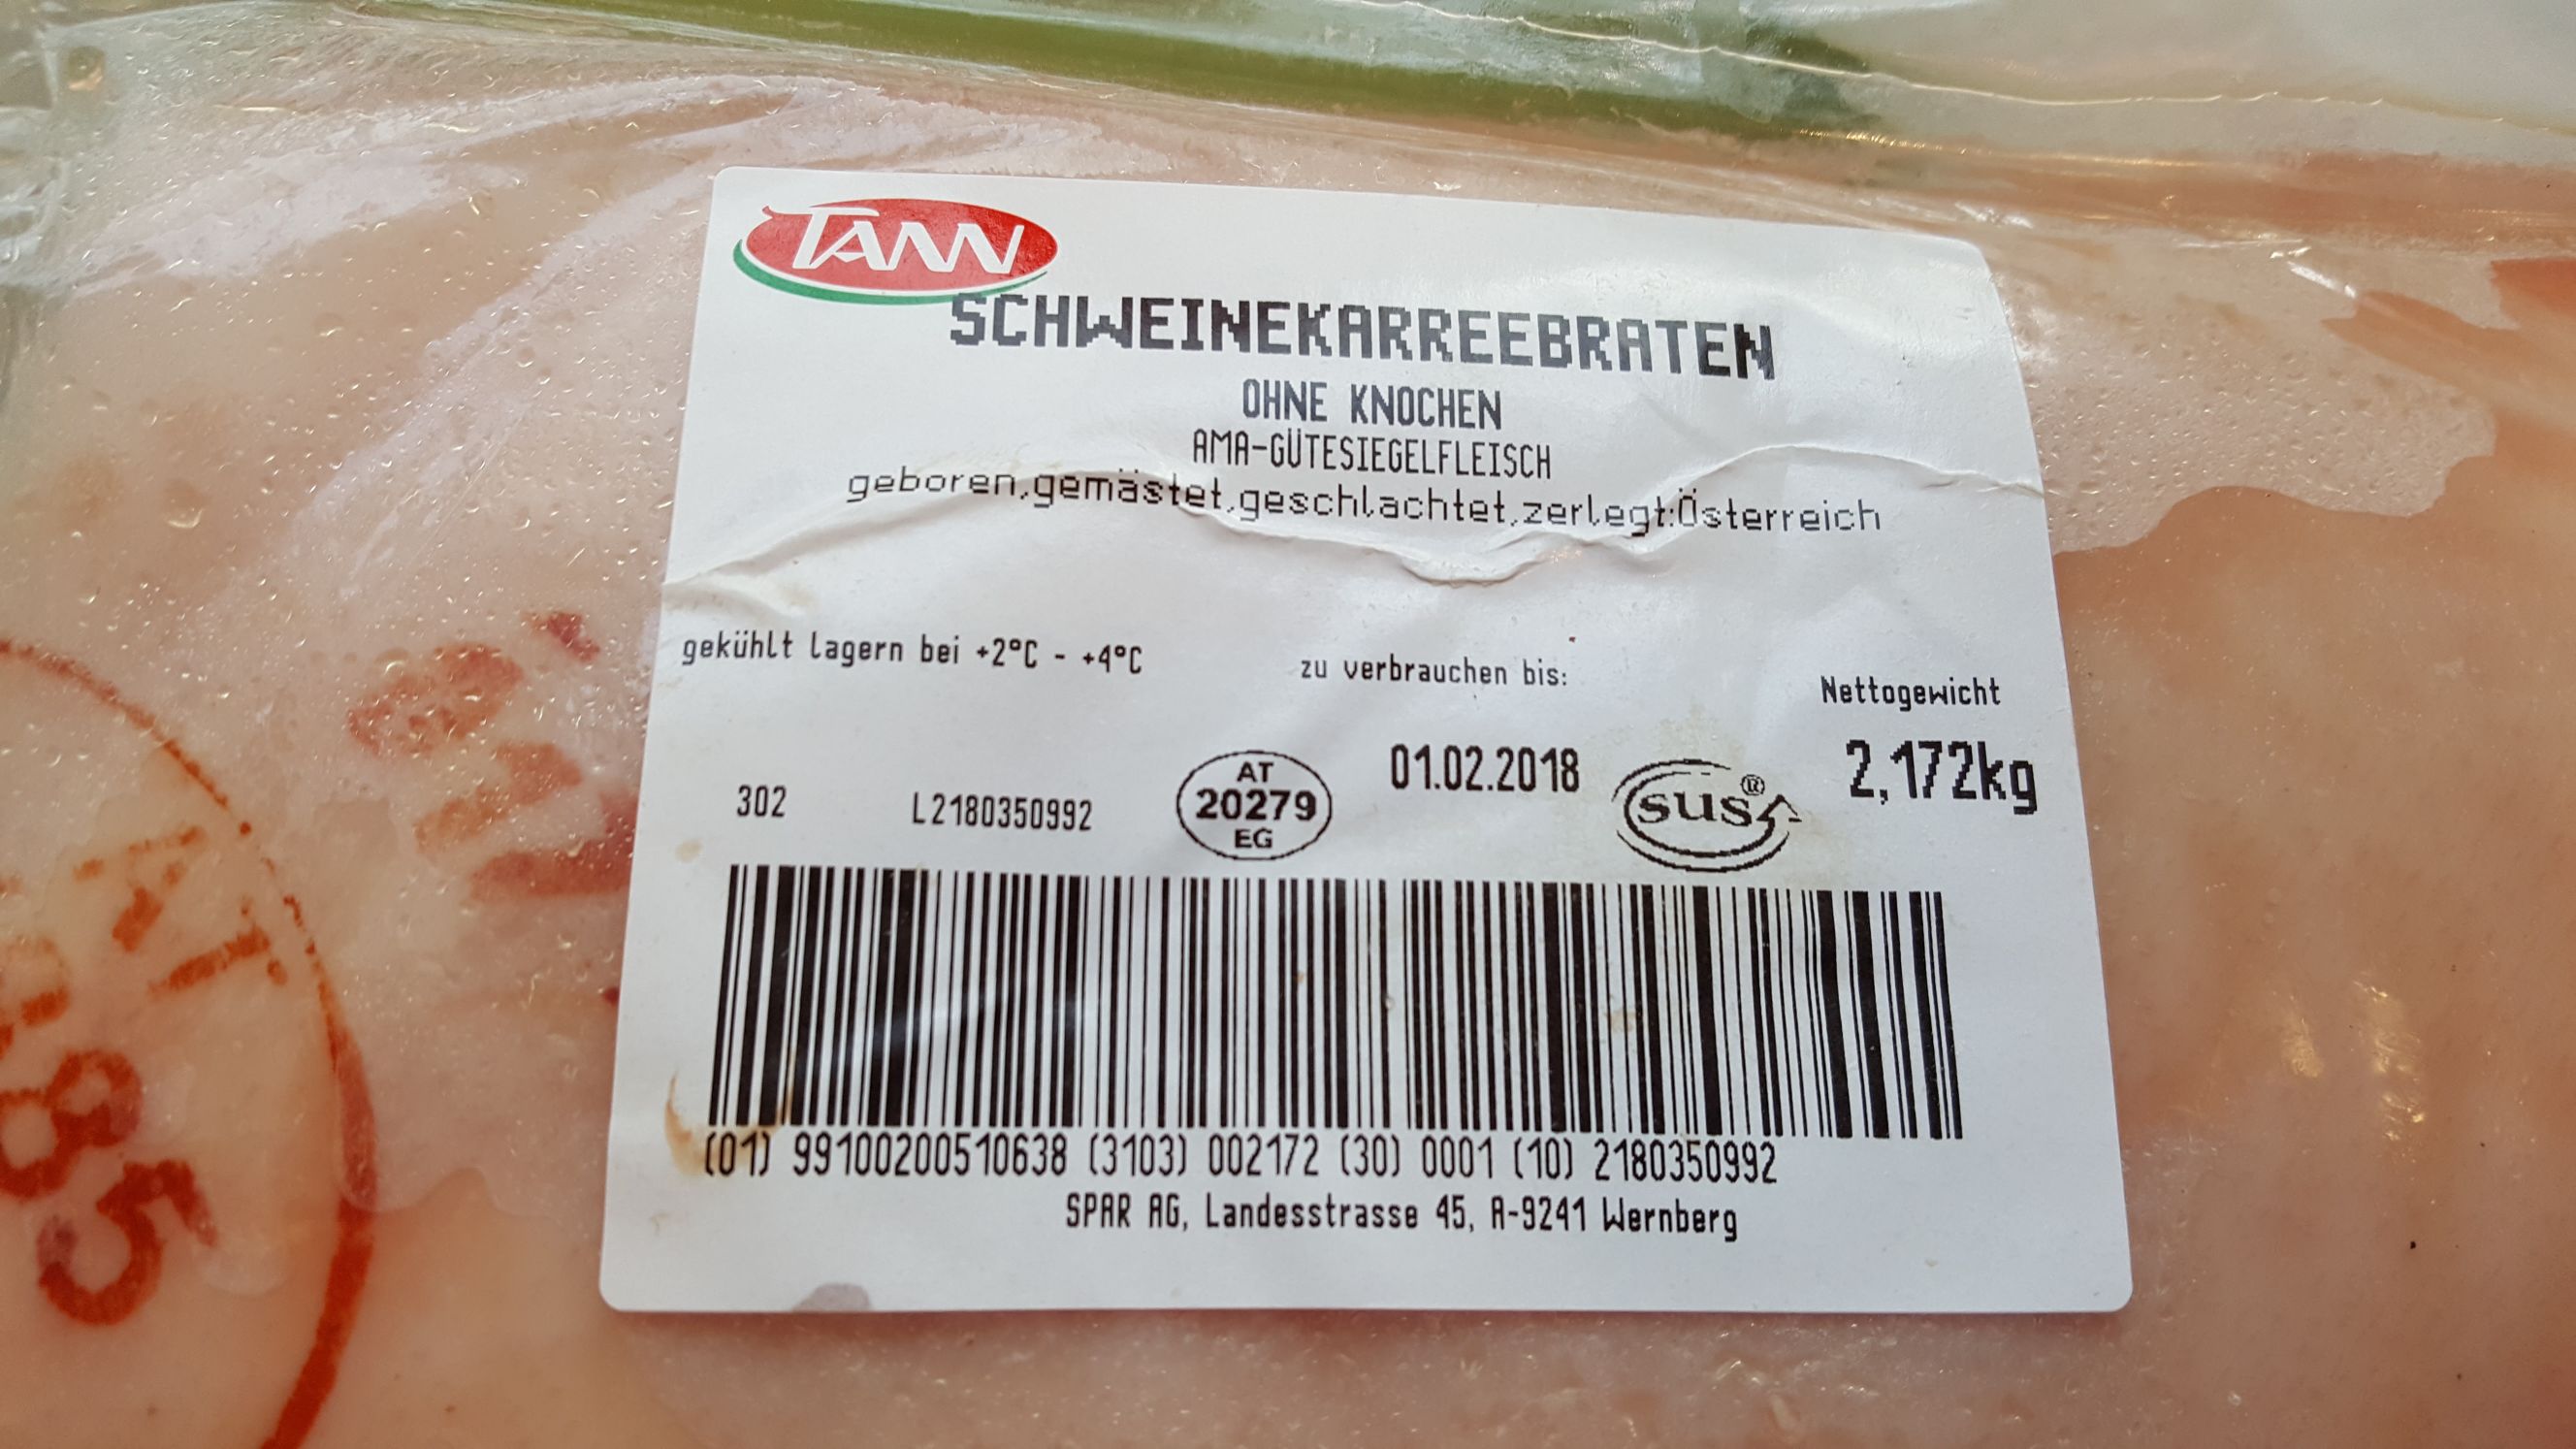 TANN
SCHWEINEKARREEBRATEN
OHNE KNOCHEN
AMA-GÜTESIEGELFLEISCH
geboren,gemästet,geschlachtet,zerlegt:Österreich
gekühlt lagern bei +2°C - +4°C
zu verbrauchen bis:
Nettogewicht
302
L2180350992
AT
20279
EG
01.02.2018
sus®
2,172kg
(01) 99100200510638 (3103) 002172 (30) 0001 (10) 2180350992
SPAR AG, Landesstrasse 45, A-9241 Wernberg
AT
85